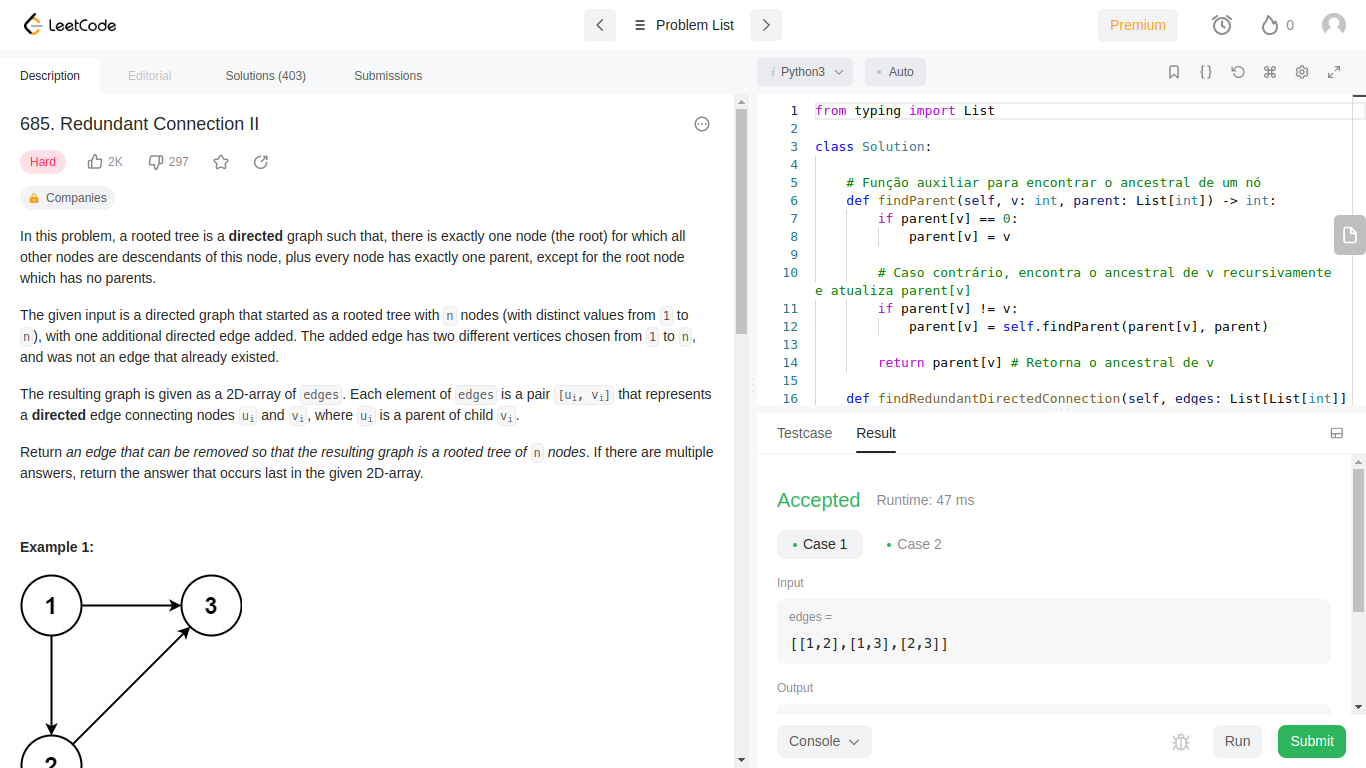 LeetCode
Problem List
Premium
0
Description
Editorial
Solutions (403)
Submissions
685. Redundant Connection II
Hard
2K
297
Companies
In this problem, a rooted tree is a directed graph such that, there is exactly one node (the root) for which all
other nodes are descendants of this node, plus every node has exactly one parent, except for the root node
which has no parents.
The given input is a directed graph that started as a rooted tree with n nodes (with distinct values from 1 to
n), with one additional directed edge added. The added edge has two different vertices chosen from 1 to n,
and was not an edge that already existed.
The resulting graph is given as a 2D-array of edges. Each element of edges is a pair [ui, vi] that represents
a directed edge connecting nodes ui and vi, where ui is a parent of child vi.
Return an edge that can be removed so that the resulting graph is a rooted tree of n nodes. If there are multiple
answers, return the answer that occurs last in the given 2D-array.
Example 1:
1
3
2
i Python3
Auto
1 from typing import List
2
3 class Solution:
4
5 # Função auxiliar para encontrar o ancestral de um nó
6 def findParent(self, v: int, parent: List[int]) -> int:
7 if parent[v] == 0:
8 parent[v] = v
9
10 # Caso contrário, encontra o ancestral de v recursivamente
e atualiza parent[v]
11 if parent[v] != v:
12 parent[v] = self.findParent(parent[v], parent)
13
14 return parent[v] # Retorna o ancestral de v
15
16 def findRedundantDirectedConnection(self, edges: List[List[int]]
Testcase
Result
Accepted
Runtime: 47 ms
Case 1
Case 2
Input
edges =
[[1,2],[1,3],[2,3]]
Output
Console
Run
Submit